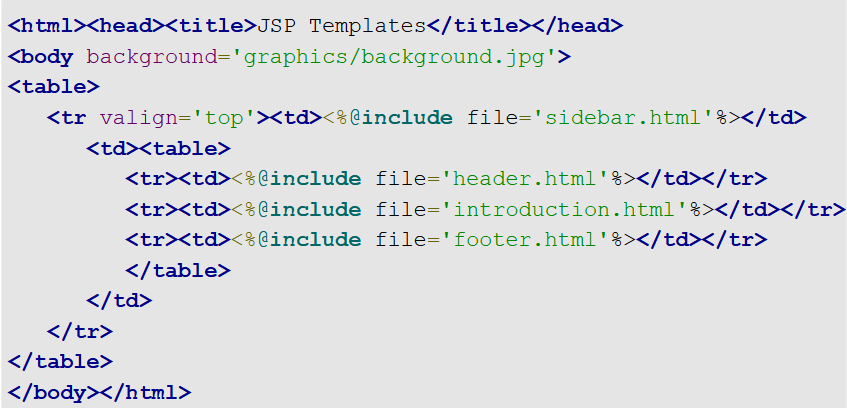 <html><head><title>JSP Templates</title></head>
<body background='graphics/background.jpg'>
<table>
   <tr valign='top'><td><%@include file='sidebar.html'%></td>
      <td><table>
         <tr><td><%@include file='header.html'%></td></tr>
         <tr><td><%@include file='introduction.html'%></td></tr>
         <tr><td><%@include file='footer.html'%></td></tr>
         </table>
      </td>
   </tr>
</table>
</body></html>